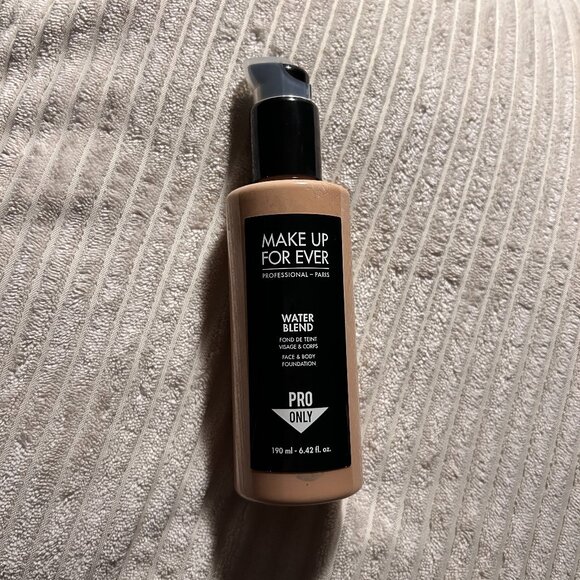 MAKE UP
FOR EVER
PROFESSIONAL – PARIS
WATER
BLEND
FOND DE TEINT
VISAGE & CORPS
FACE & BODY
FOUNDATION
PRO
ONLY
190 ml - 6.42 fl. oz.